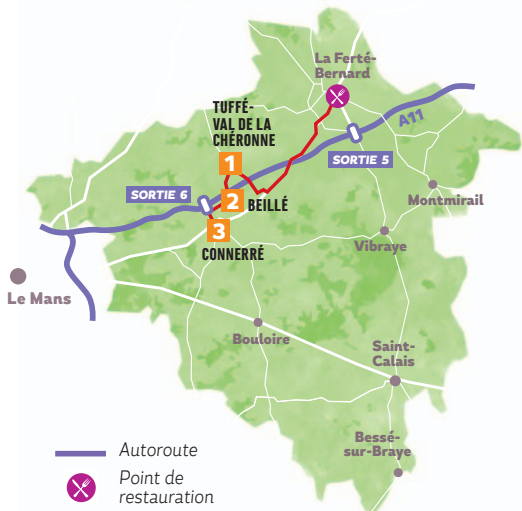 La Ferté-
Bernard
A11
TUFFÉ-
VAL DE LA
CHÉRONNE
1
SORTIE 5
SORTIE 6
2 BEILLÉ
Montmirail
3
CONNERRÉ
Vibraye
Le Mans
Bouloire
Saint-
Calais
Bessé-
sur-Braye
Autoroute
Point de
restauration